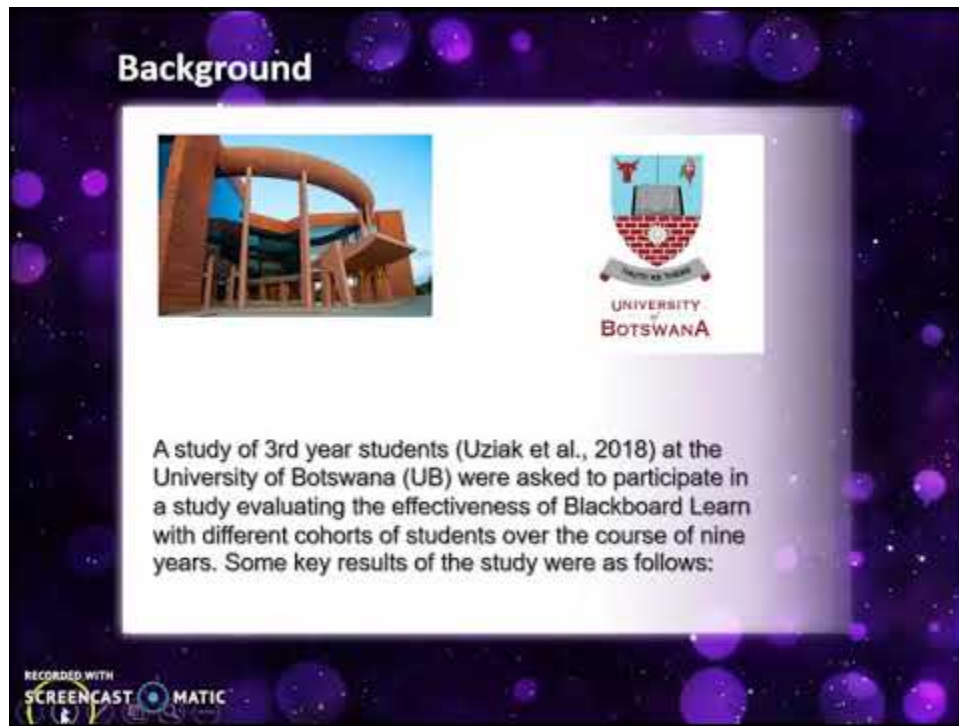 Background
UNIVERSITY
of
BOTSWANA
A study of 3rd year students (Uziak et al., 2018) at the
University of Botswana (UB) were asked to participate in
a study evaluating the effectiveness of Blackboard Learn
with different cohorts of students over the course of nine
years. Some key results of the study were as follows:
RECORDED WITH
SCREENCAST MATIC